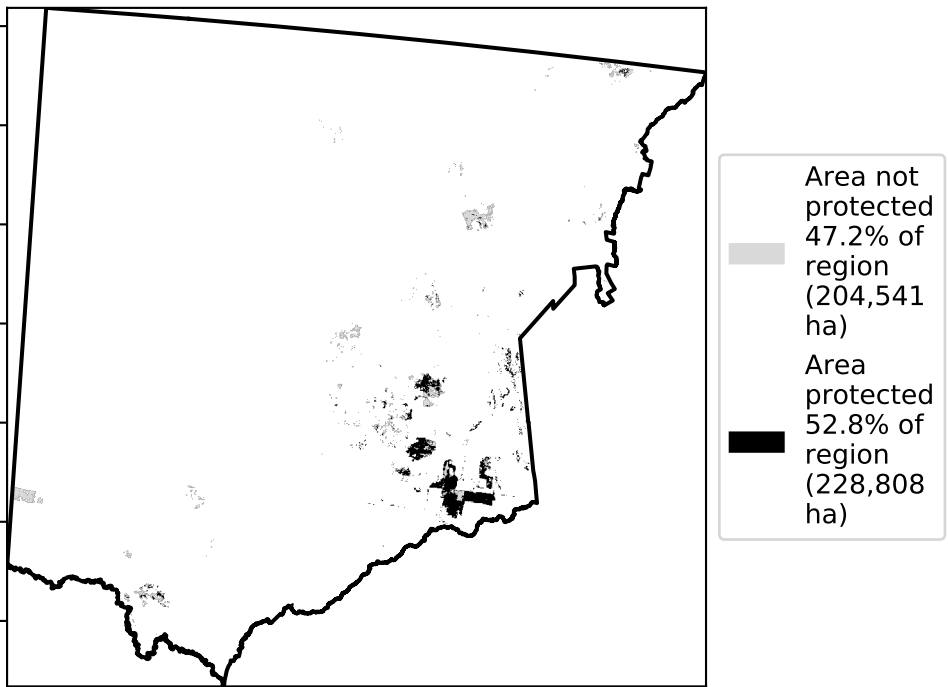 Area not
protected
47.2% of
region
(204,541
ha)
Area
protected
52.8% of
region
(228,808
ha)